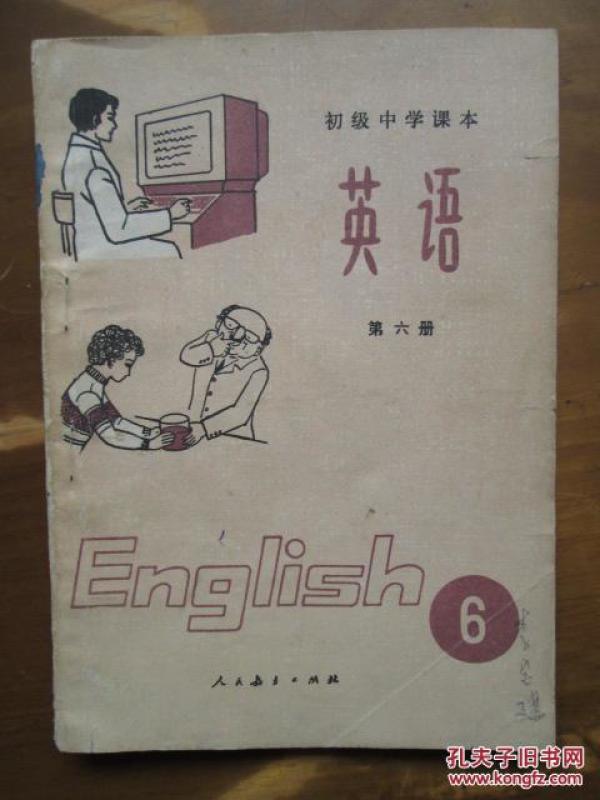 初级中学课本
英语
第六册
English
6
人民教育出版社
孔夫子旧书网
www.kongfz.com